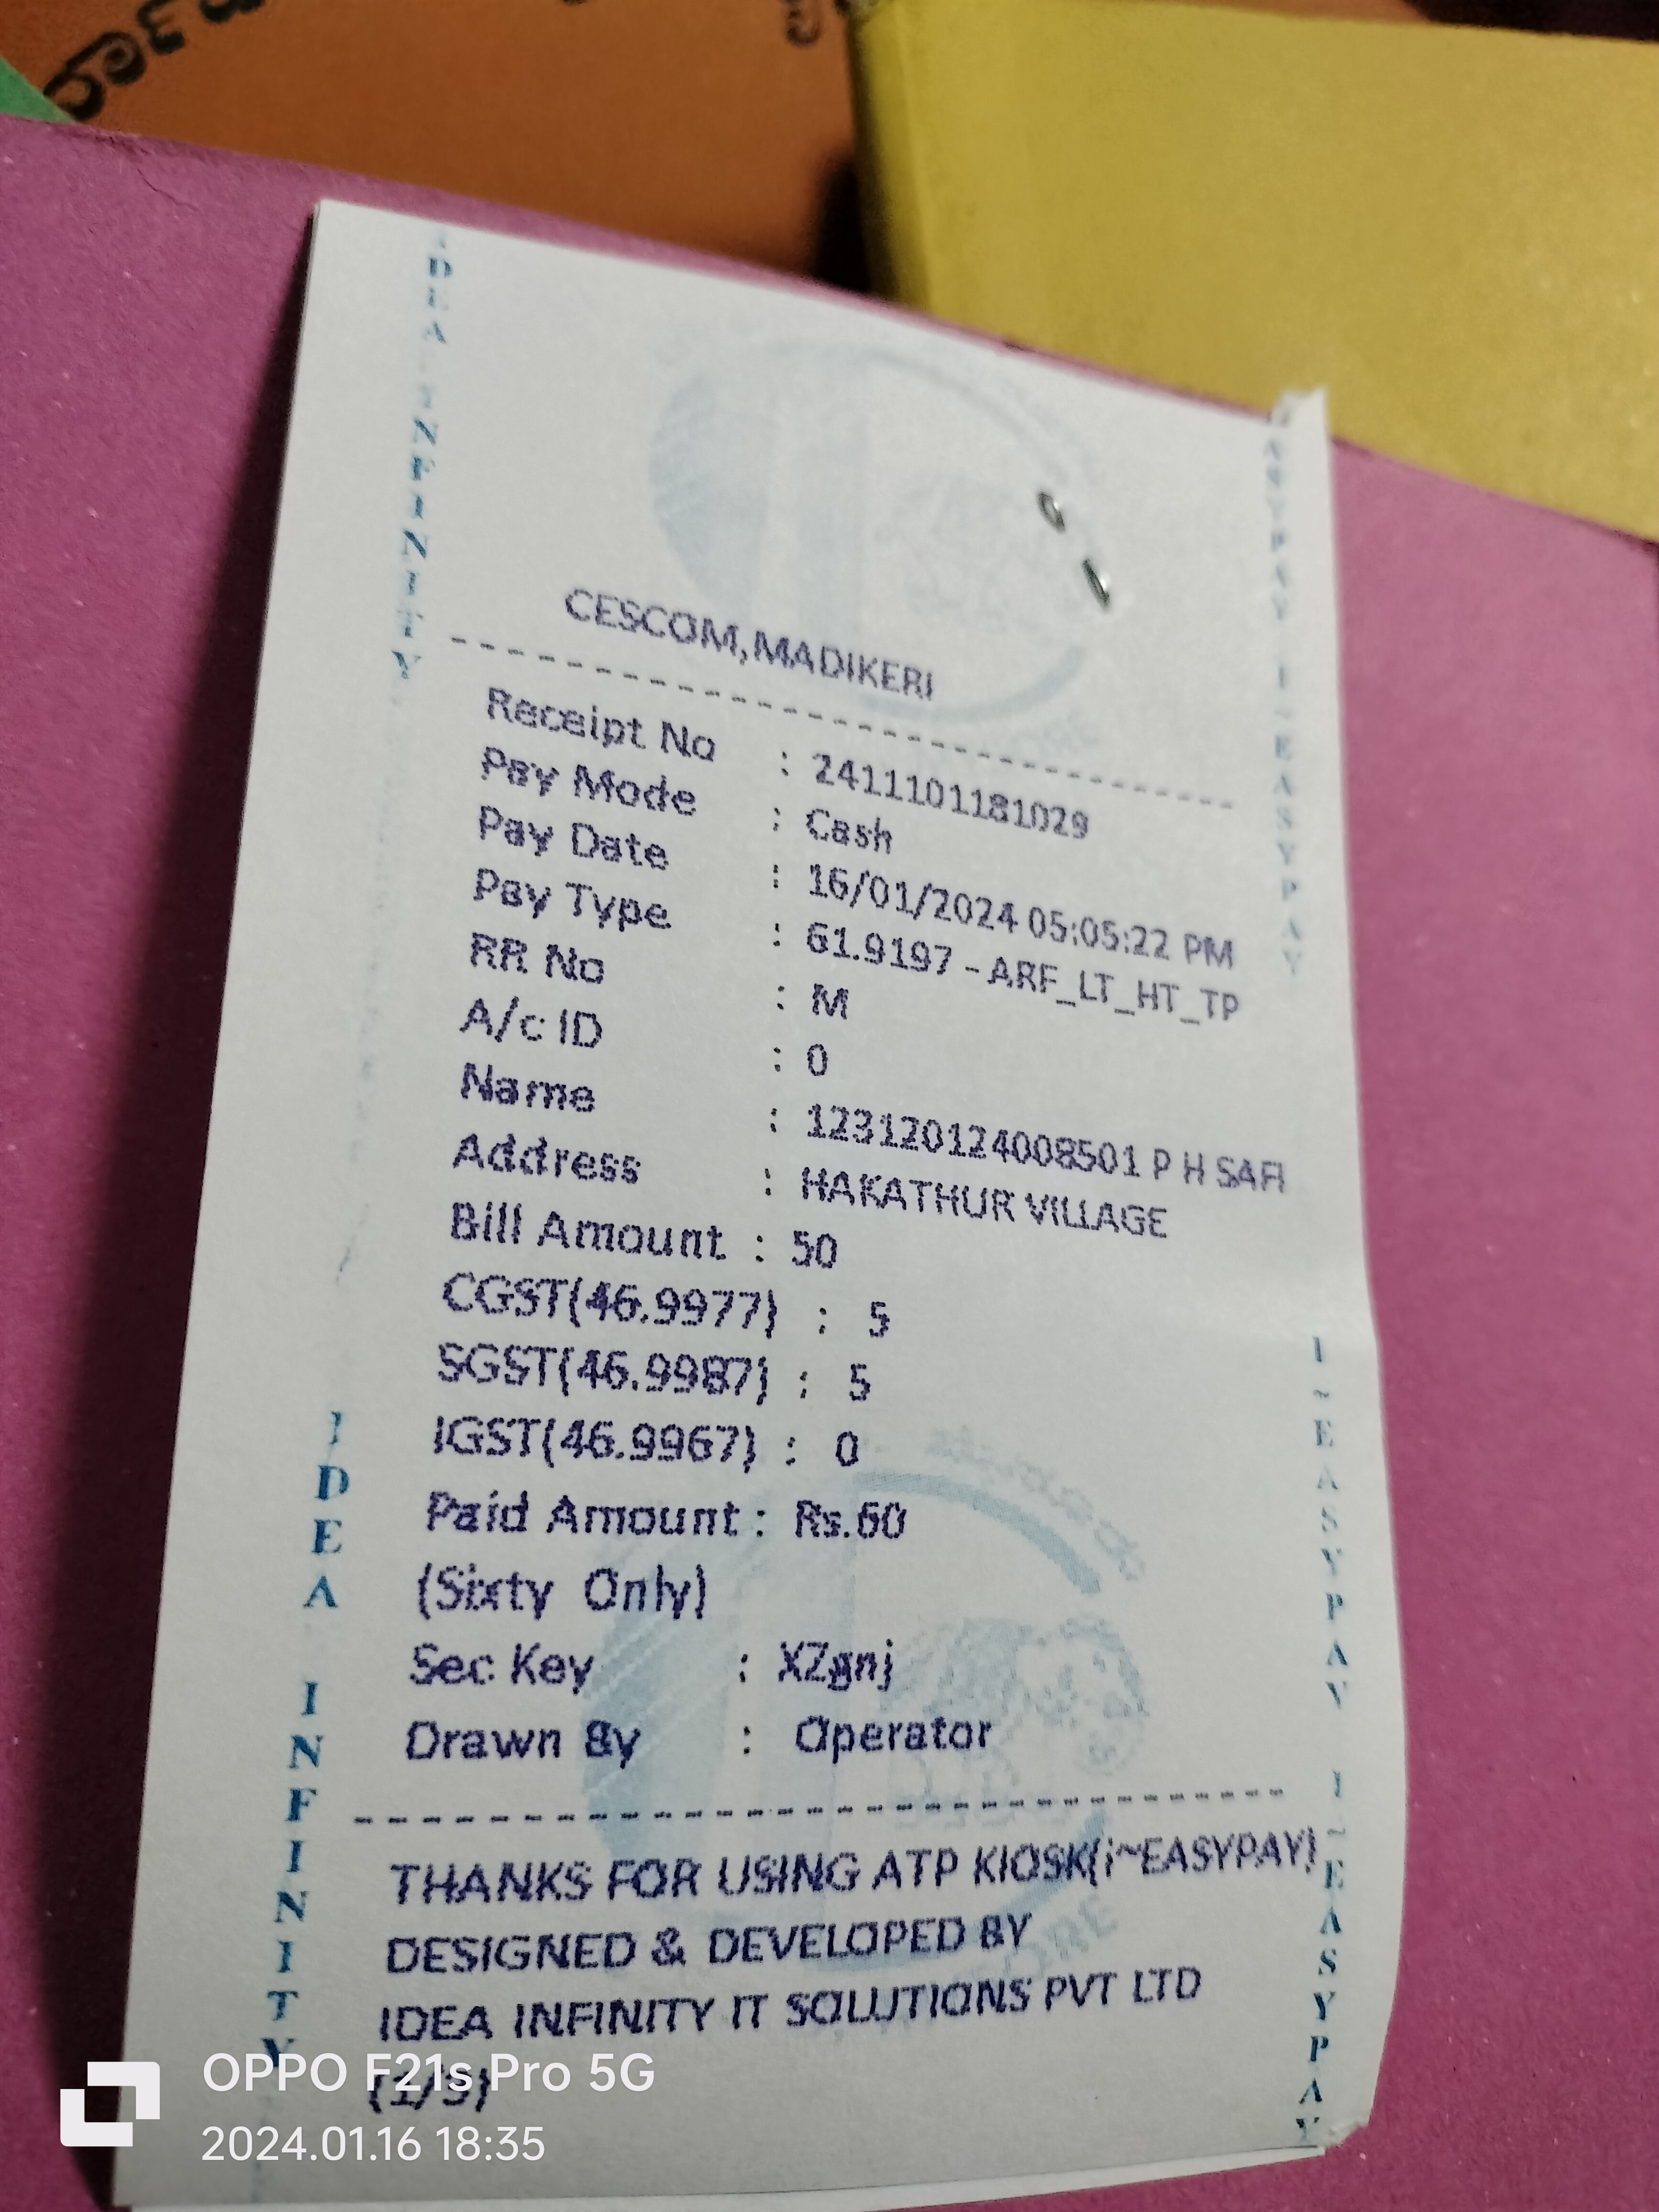 CESCOM,MADIKERI
Receipt No : 2411101181029
Pay Mode : Cash
Pay Date : 16/01/2024 05:05:22 PM
Pay Type : 61.9197 - ARF_LT_HT_TP
RR No : M
A/c ID : 0
Name : 123120124008501 P H SAFI
Address : HAKATHUR VILLAGE
Bill Amount : 50
CGST(46.9977) : 5
SGST(46.9987) : 5
IGST(46.9967) : 0
Paid Amount : Rs.60
(Sixty Only)
Sec Key : XZgnj
Drawn By : Operator
THANKS FOR USING ATP KIOSK(i~EASYPAY)
DESIGNED & DEVELOPED BY
IDEA INFINITY IT SOLUTIONS PVT LTD
IDEA INFINITY
IDEA INFINITY
I~EASYPAY
I~EASYPAY
I~EASYPAY
OPPO F21s Pro 5G
2024.01.16 18:35